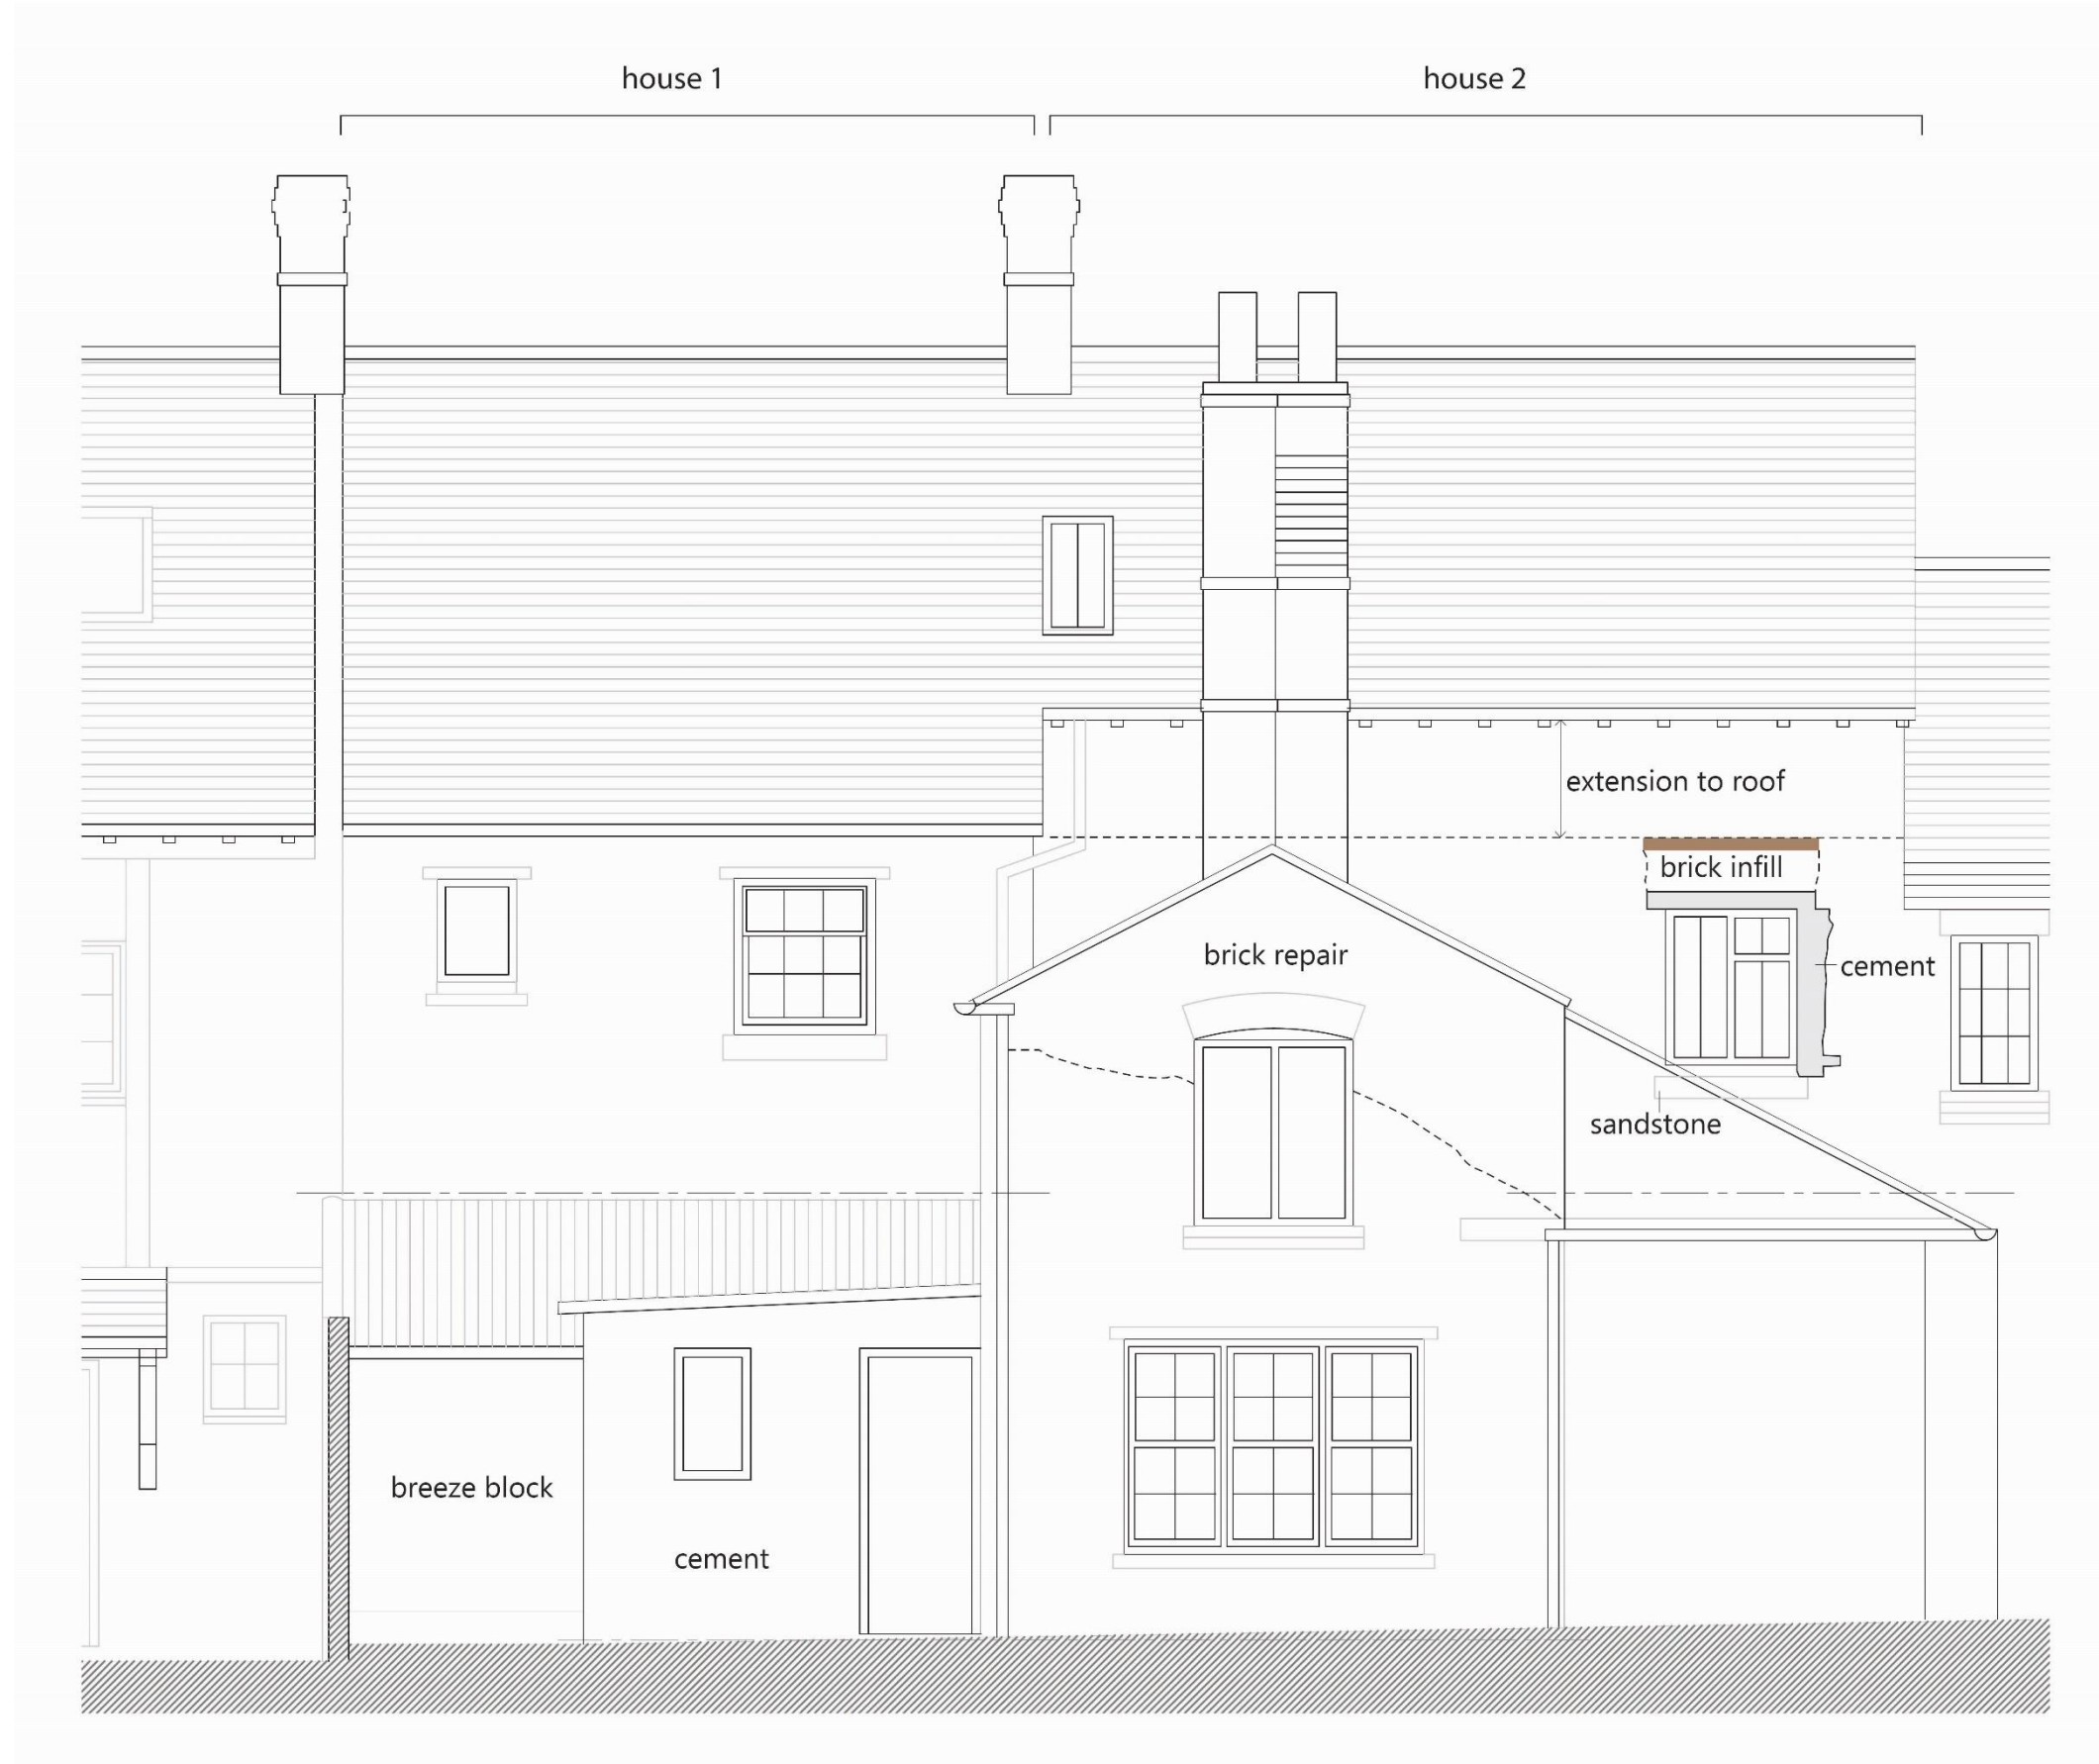 house 1
house 2
extension to roof
brick infill
brick repair
cement
sandstone
breeze block
cement